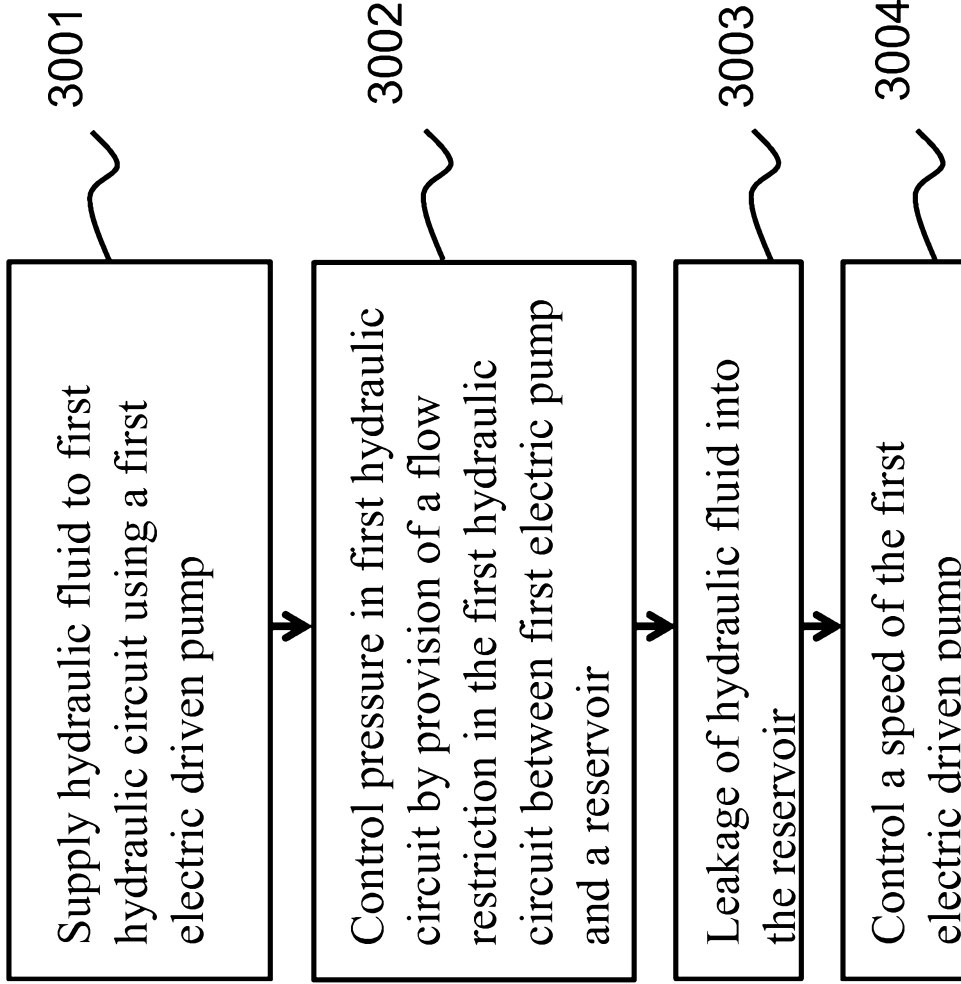 3001
Supply hydraulic fluid to first
hydraulic circuit using a first
electric driven pump
3002
Control pressure in first hydraulic
circuit by provision of a flow
restriction in the first hydraulic
circuit between first electric pump
and a reservoir
3003
Leakage of hydraulic fluid into
the reservoir
3004
Control a speed of the first
electric driven pump